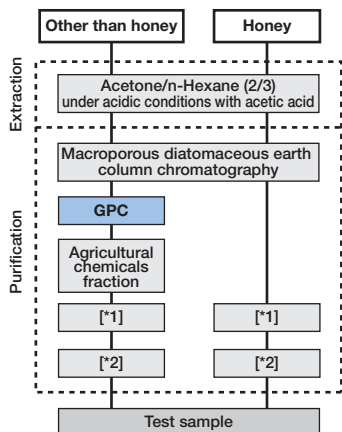 Other than honey
Honey
Extraction
Acetone/n-Hexane (2/3)
under acidic conditions with acetic acid
Purification
Macroporous diatomaceous earth
column chromatography
GPC
Agricultural
chemicals
fraction
[*1]
[*1]
[*2]
[*2]
Test sample